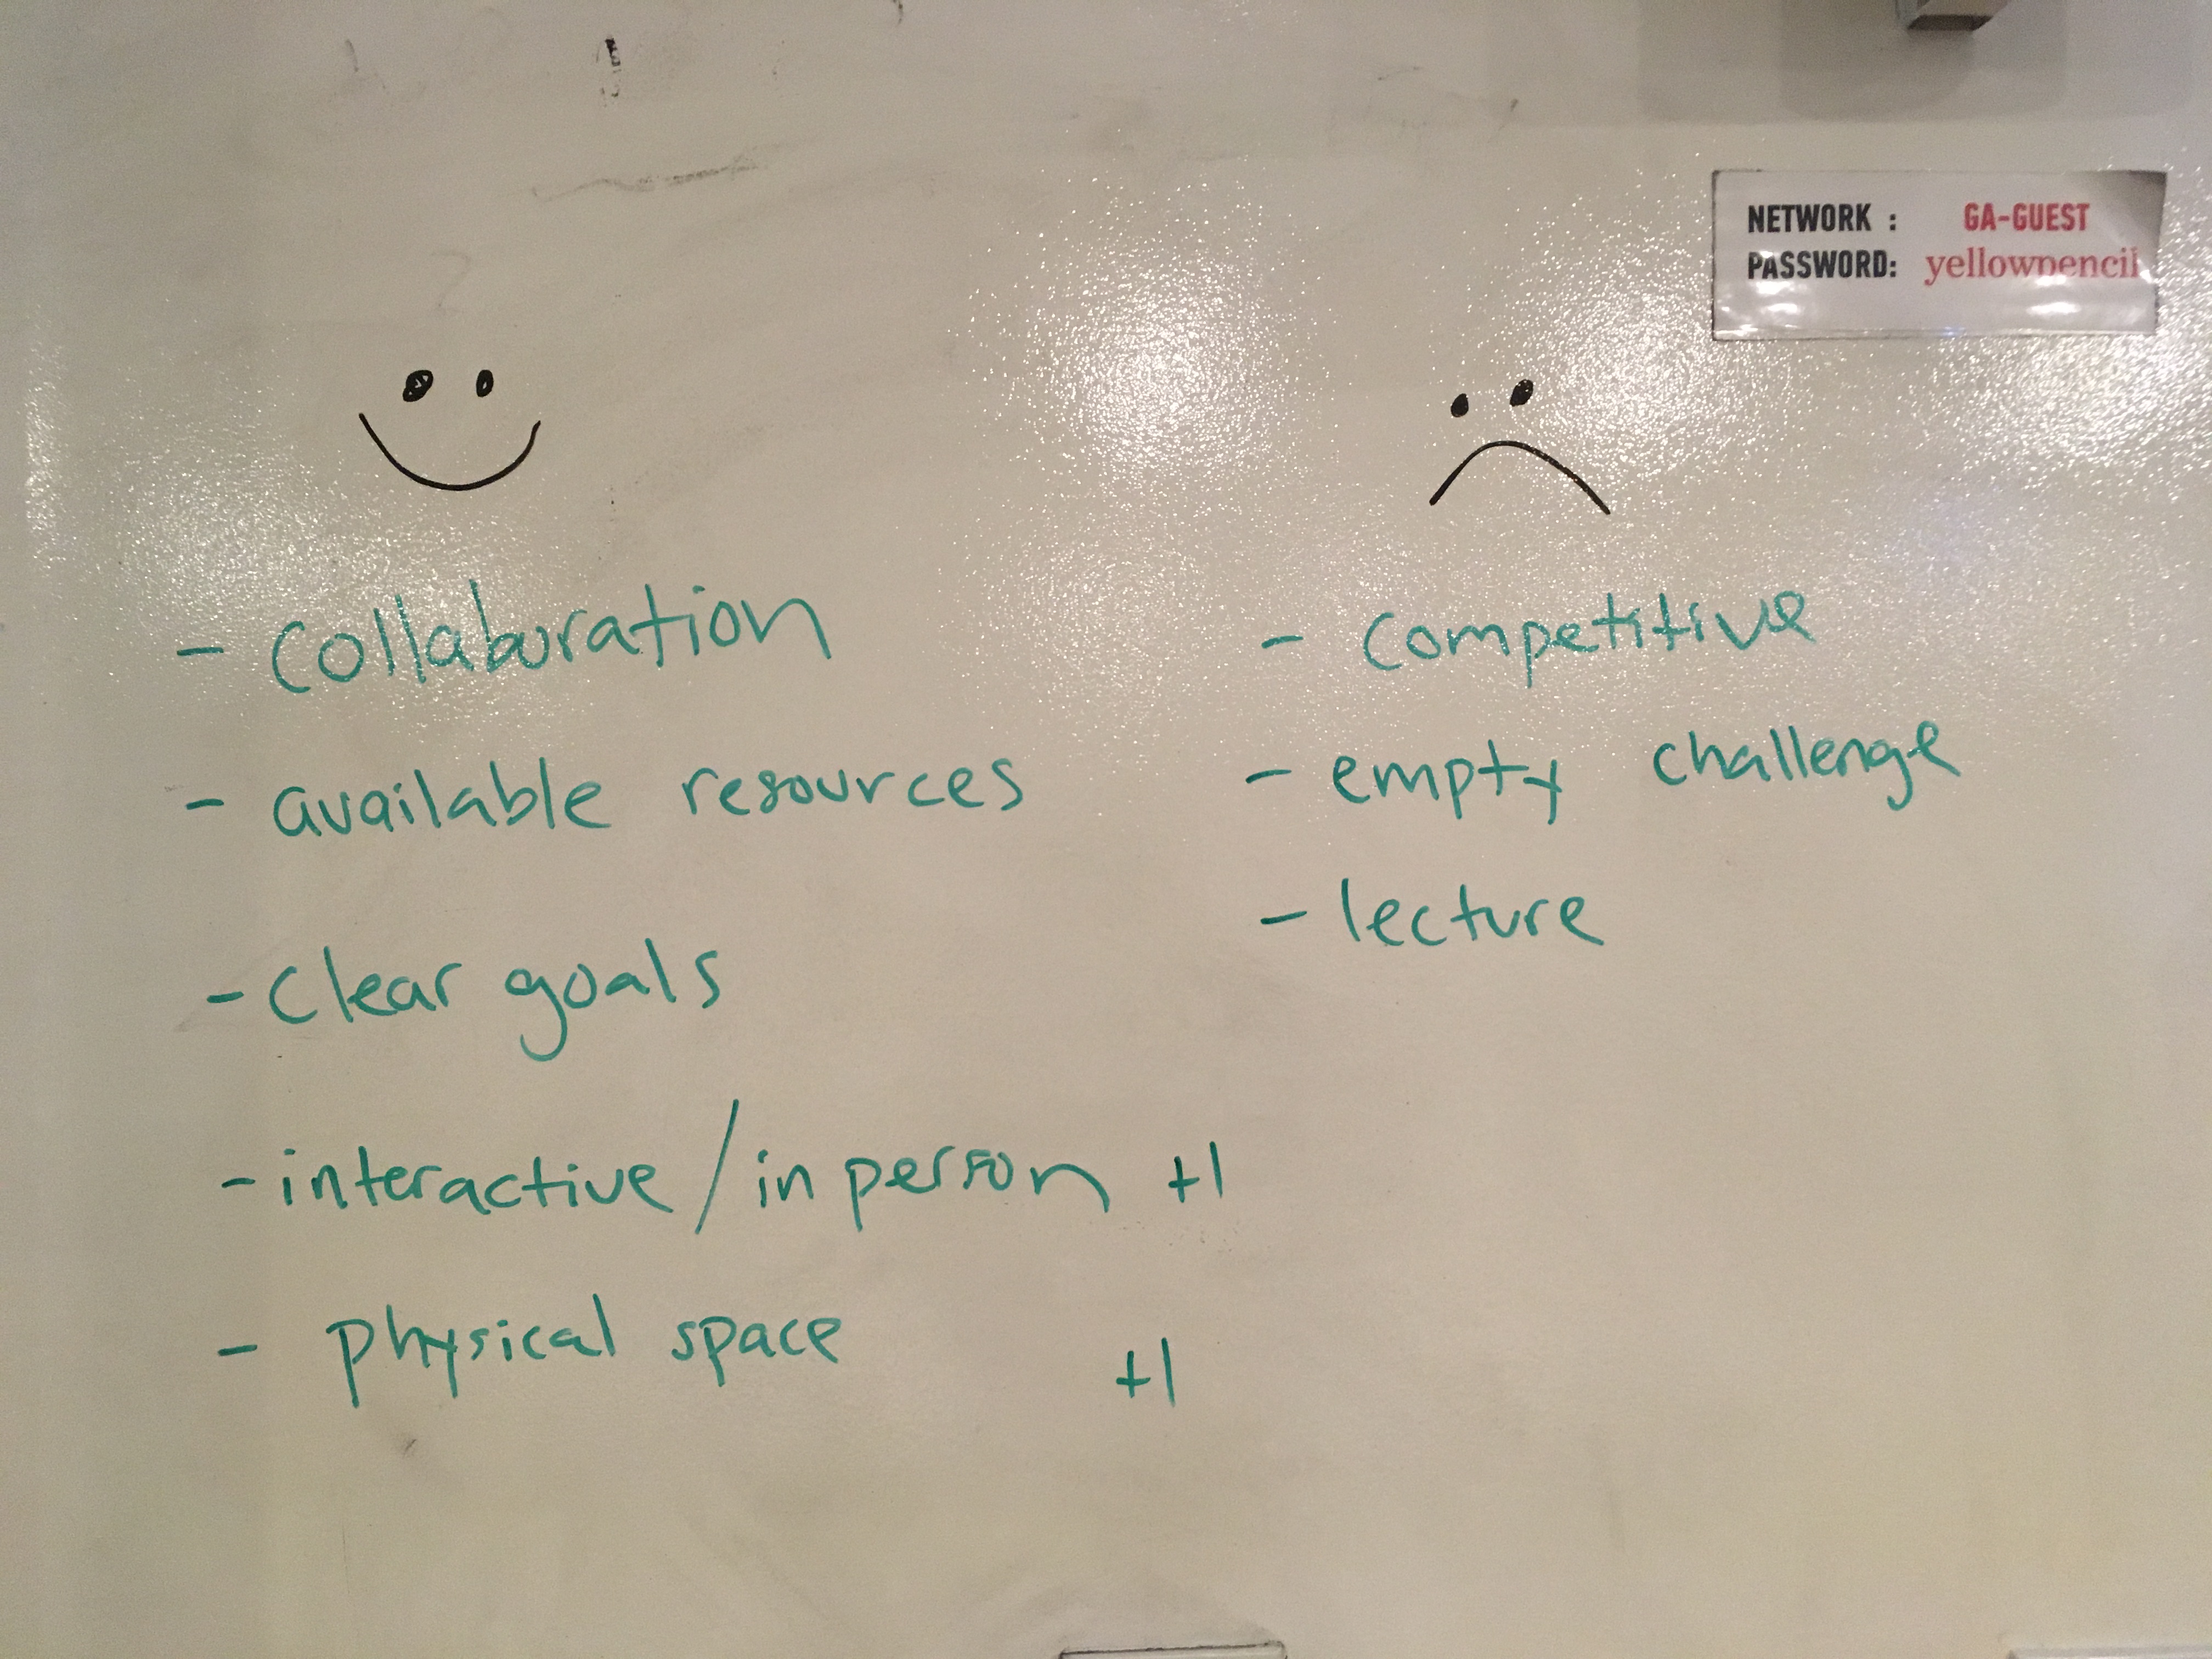 NETWORK : GA-GUEST
PASSWORD: yellowpencil
- collaboration
- available resources
- clear goals
- interactive / in person +1
- physical space +1
- competitive
- empty challenge
- lecture